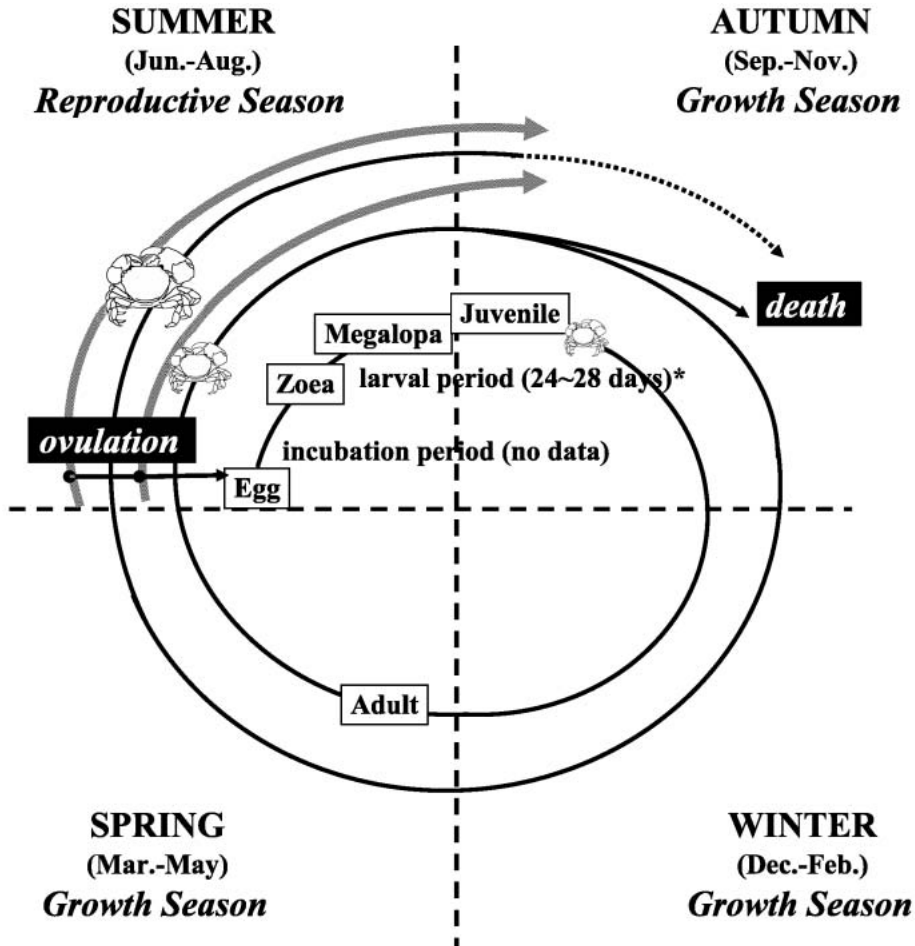 SUMMER
(Jun.-Aug.)
Reproductive Season
AUTUMN
(Sep.-Nov.)
Growth Season
death
Juvenile
Megalopa
Zoea
larval period (24~28 days)*
ovulation
incubation period (no data)
Egg
Adult
SPRING
(Mar.-May)
Growth Season
WINTER
(Dec.-Feb.)
Growth Season